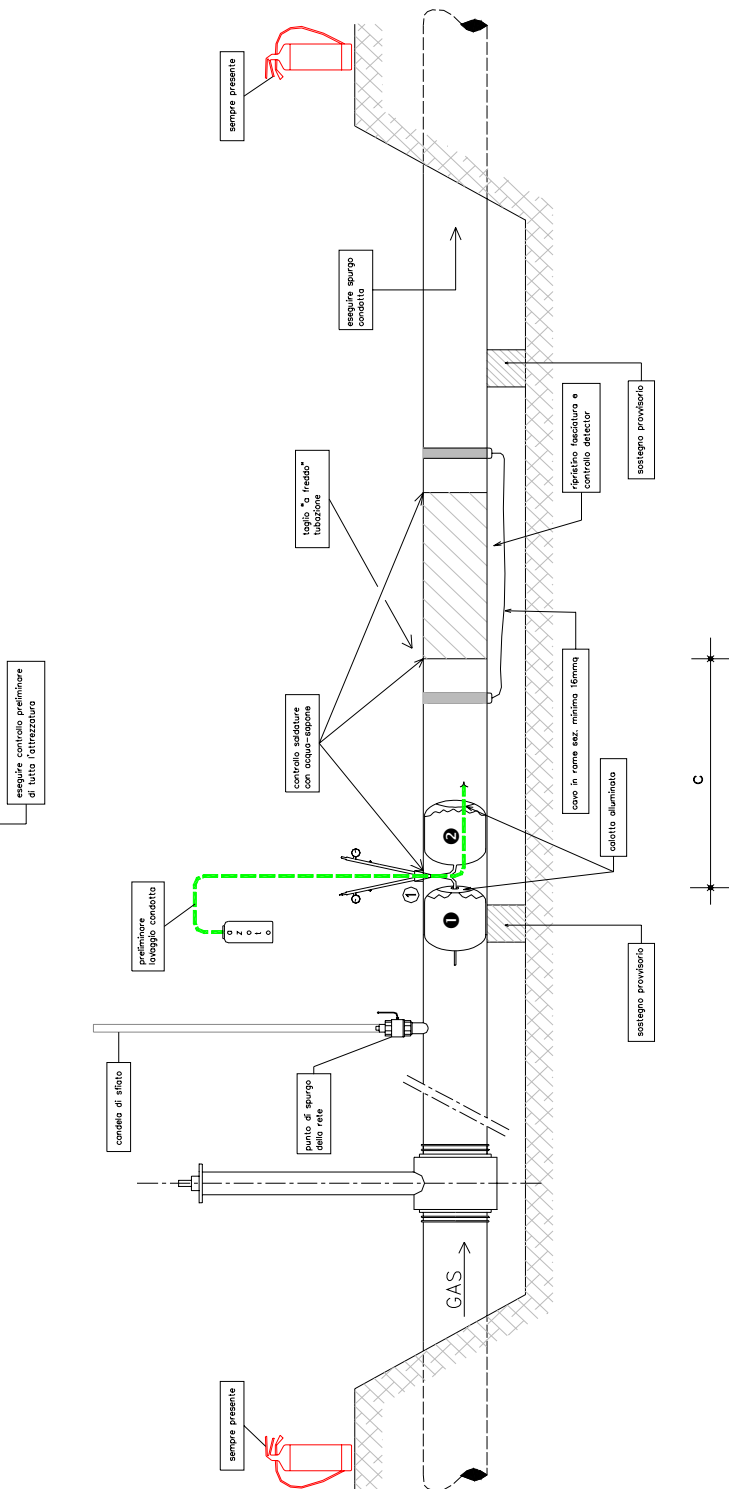 eseguire controllo preliminare
di tutta l'attrezzatura
sempre presente
candela di sfiato
preliminare
lavaggio condotta
azoto
punto di spurgo
della rete
controllo saldature
con acqua-sapone
taglio "a freddo"
tubazione
eseguire spurgo
condotta
sempre presente
GAS
1
1
2
sostegno provvisorio
calotta alluminata
cavo in rame sez. minima 16mmq
ripristino fasciatura e
controllo detector
sostegno provvisorio
C